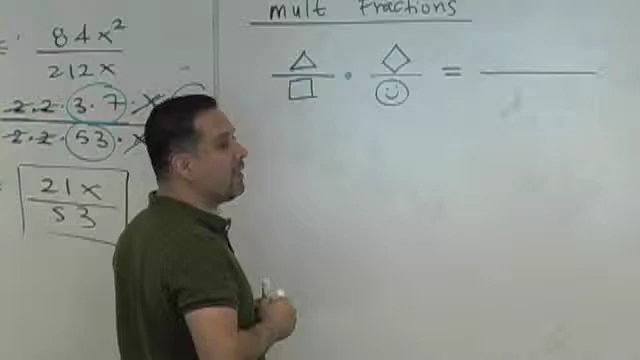 = 84x²
212x
2·2·3·7·x
2·2·53·x
= 21x
53
mult Fractions
△ · ◇ =
□ ☺